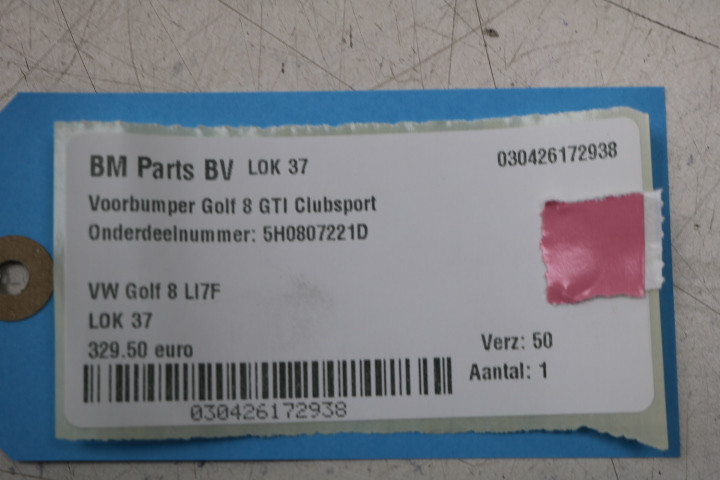 BM Parts BV LOK 37 030426172938
Voorbumper Golf 8 GTI Clubsport
Onderdeelnummer: 5H0807221D
VW Golf 8 LI7F
LOK 37
329.50 euro
Verz: 50
Aantal: 1
030426172938